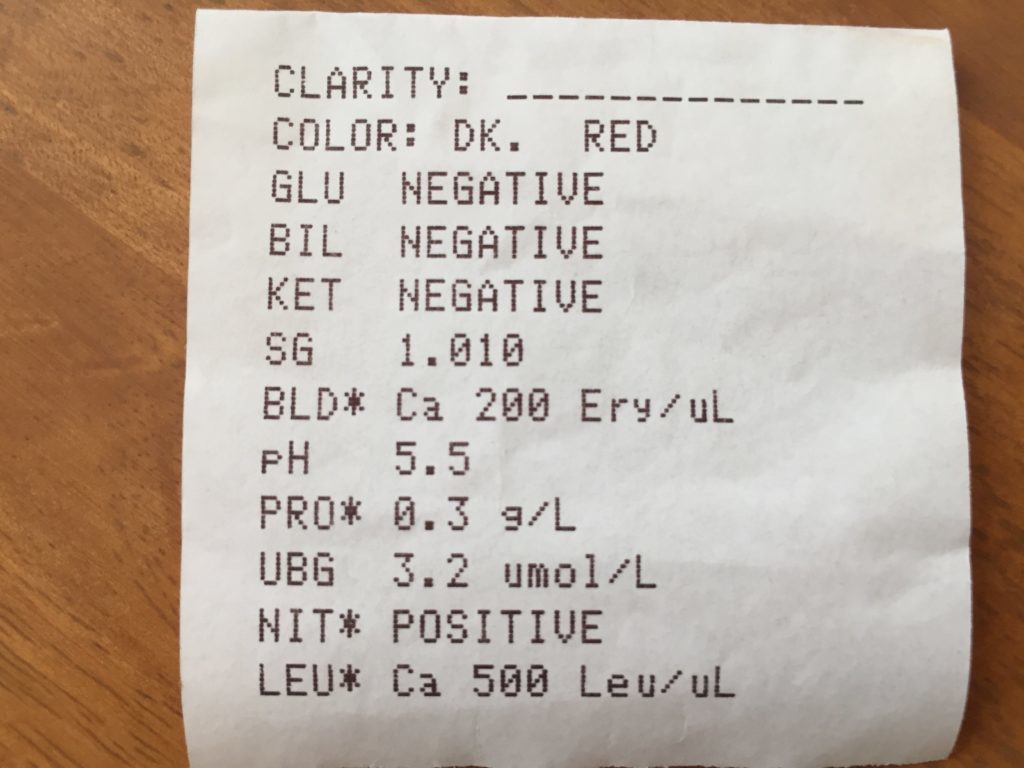 CLARITY: ______________
COLOR: DK. RED
GLU NEGATIVE
BIL NEGATIVE
KET NEGATIVE
SG 1.010
BLD* Ca 200 Ery/uL
pH 5.5
PRO* 0.3 g/L
UBG 3.2 umol/L
NIT* POSITIVE
LEU* Ca 500 Leu/uL